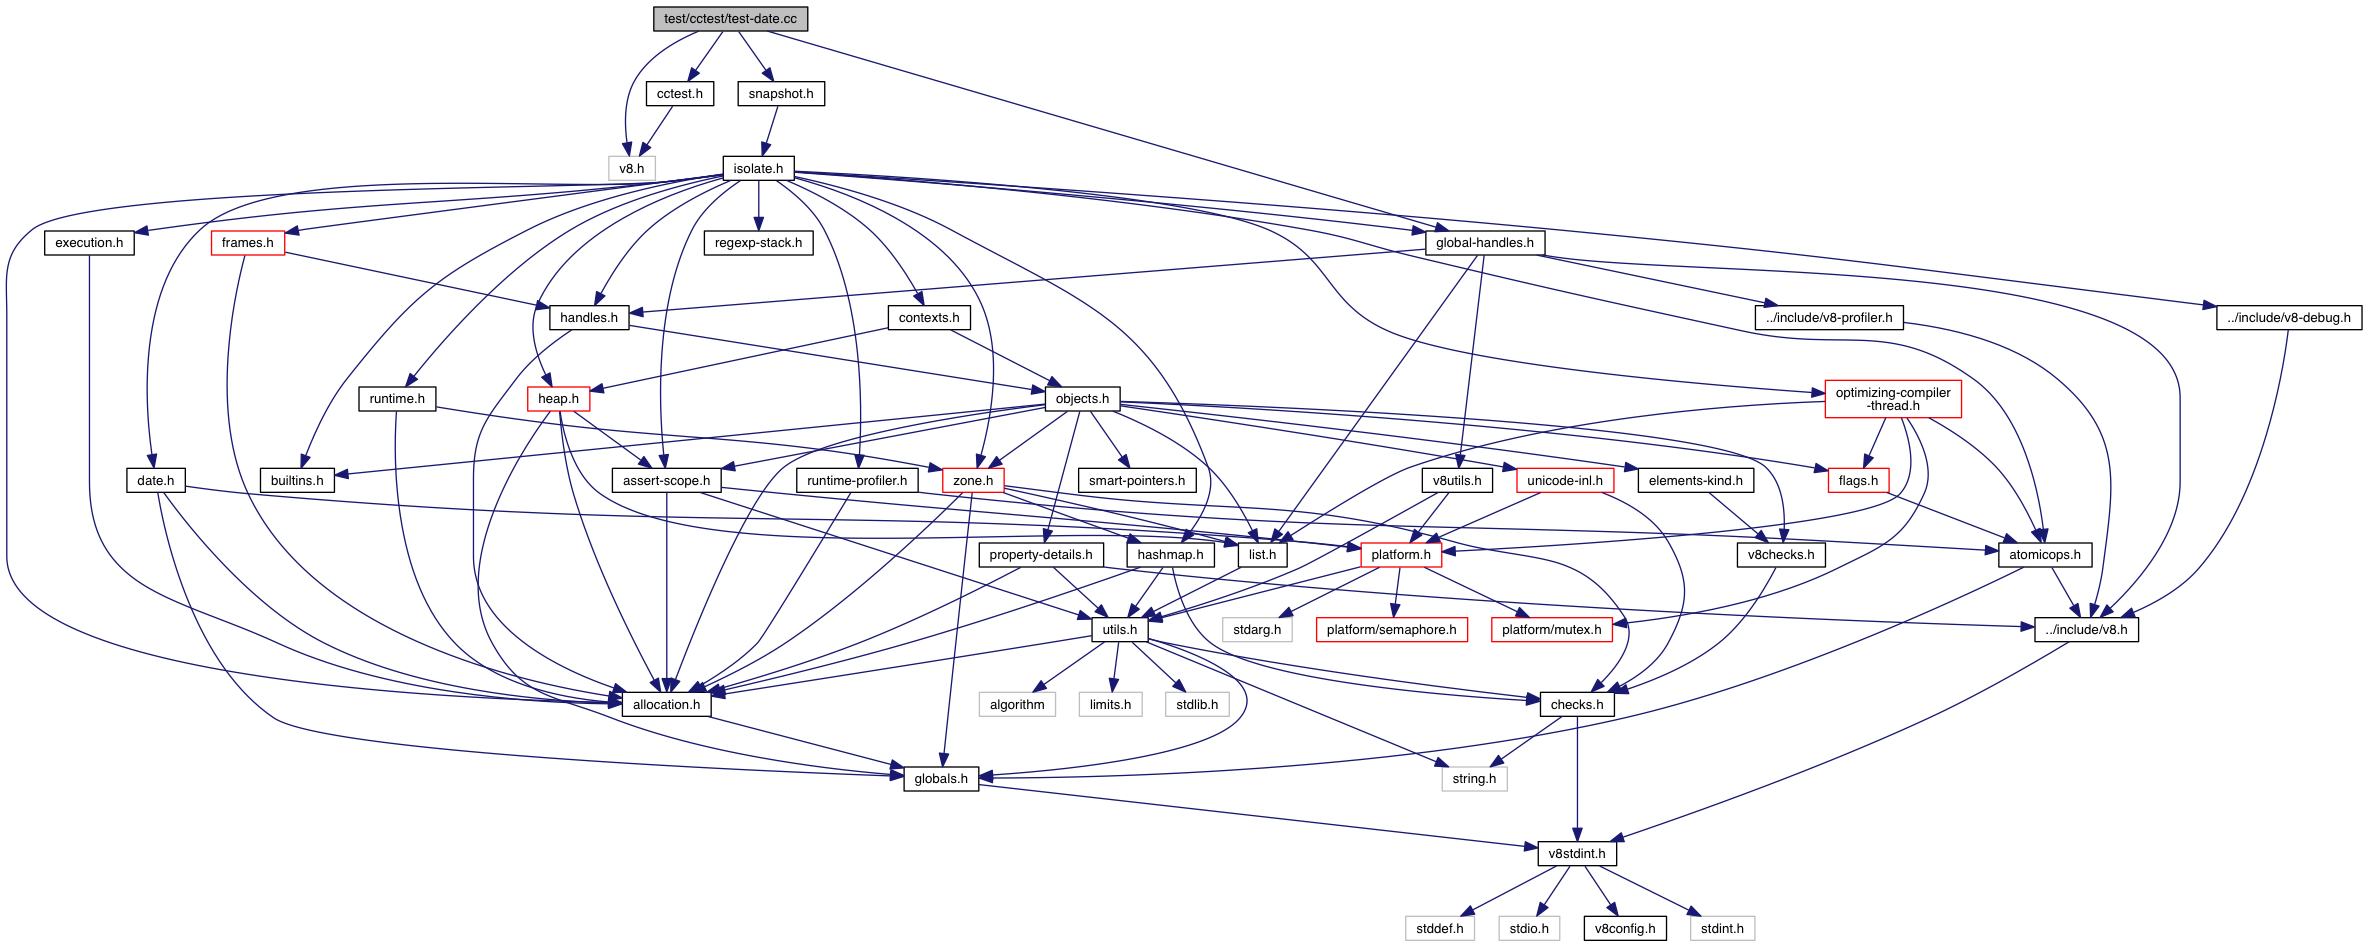 test/cctest/test-date.cc
cctest.h
snapshot.h
v8.h
isolate.h
execution.h
frames.h
regexp-stack.h
global-handles.h
handles.h
contexts.h
../include/v8-profiler.h
../include/v8-debug.h
runtime.h
heap.h
objects.h
optimizing-compiler
-thread.h
date.h
builtins.h
assert-scope.h
runtime-profiler.h
zone.h
smart-pointers.h
v8utils.h
unicode-inl.h
elements-kind.h
flags.h
property-details.h
hashmap.h
list.h
platform.h
v8checks.h
atomicops.h
utils.h
stdarg.h
platform/semaphore.h
platform/mutex.h
../include/v8.h
allocation.h
algorithm
limits.h
stdlib.h
checks.h
globals.h
string.h
v8stdint.h
stddef.h
stdio.h
v8config.h
stdint.h